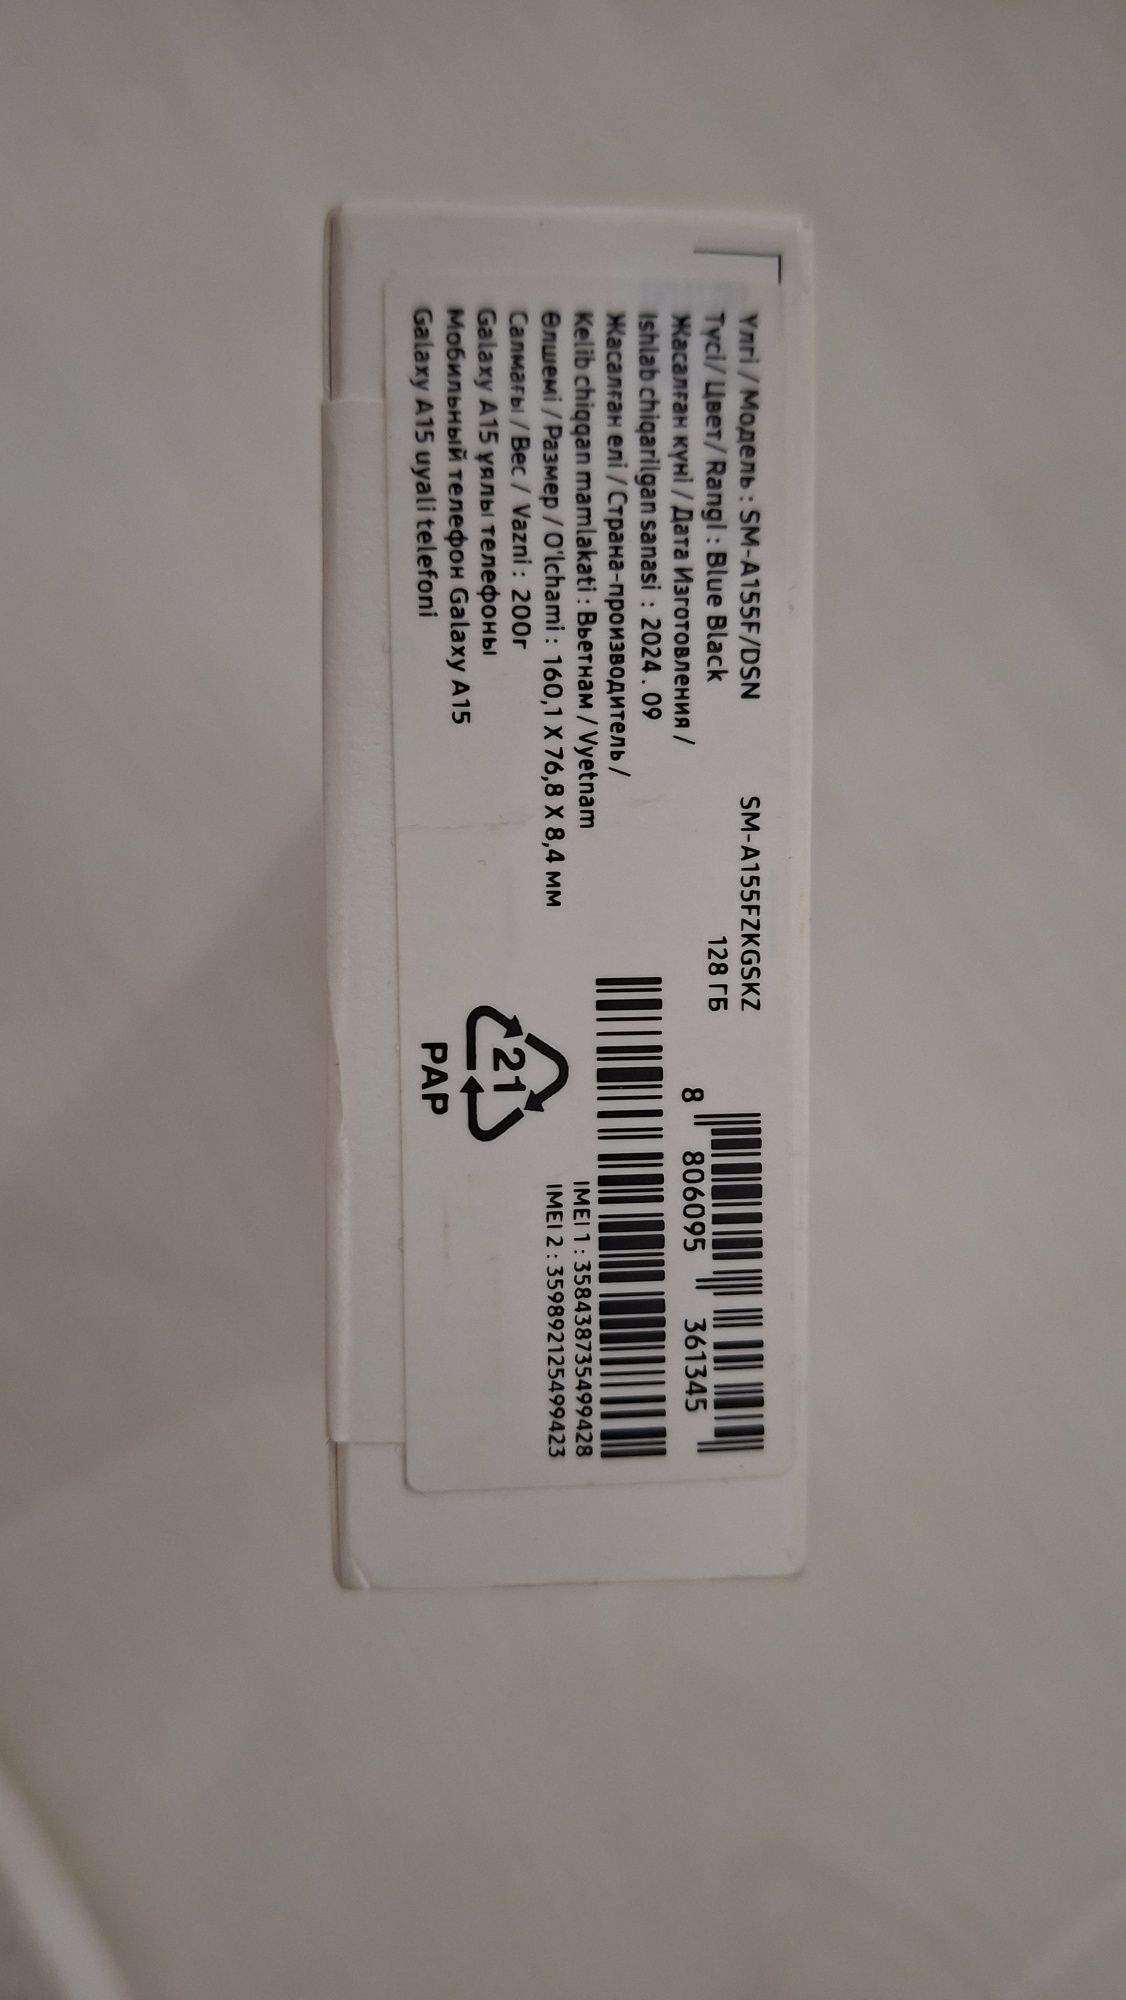 Үлгі / Модель : SM-A155F/DSN
Түсі/ Цвет/ Rangi : Blue Black
Жасалған күні / Дата Изготовления /
Ishlab chiqarilgan sanasi : 2024 . 09
Жасалған елі / Страна-производитель /
Kelib chiqqan mamlakati : Вьетнам / Vyetnam
Өлшемі / Размер / O'lchami : 160,1 X 76,8 X 8,4 мм
Салмағы / Вес / Vazni : 200г
Galaxy A15 ұялы телефоны
Мобильный телефон Galaxy A15
Galaxy A15 uyali telefoni
SM-A155FZKGSKZ
128 ГБ
8 806095 361345
IMEI 1 : 358438735499428
IMEI 2 : 359892125499423
21
PAP